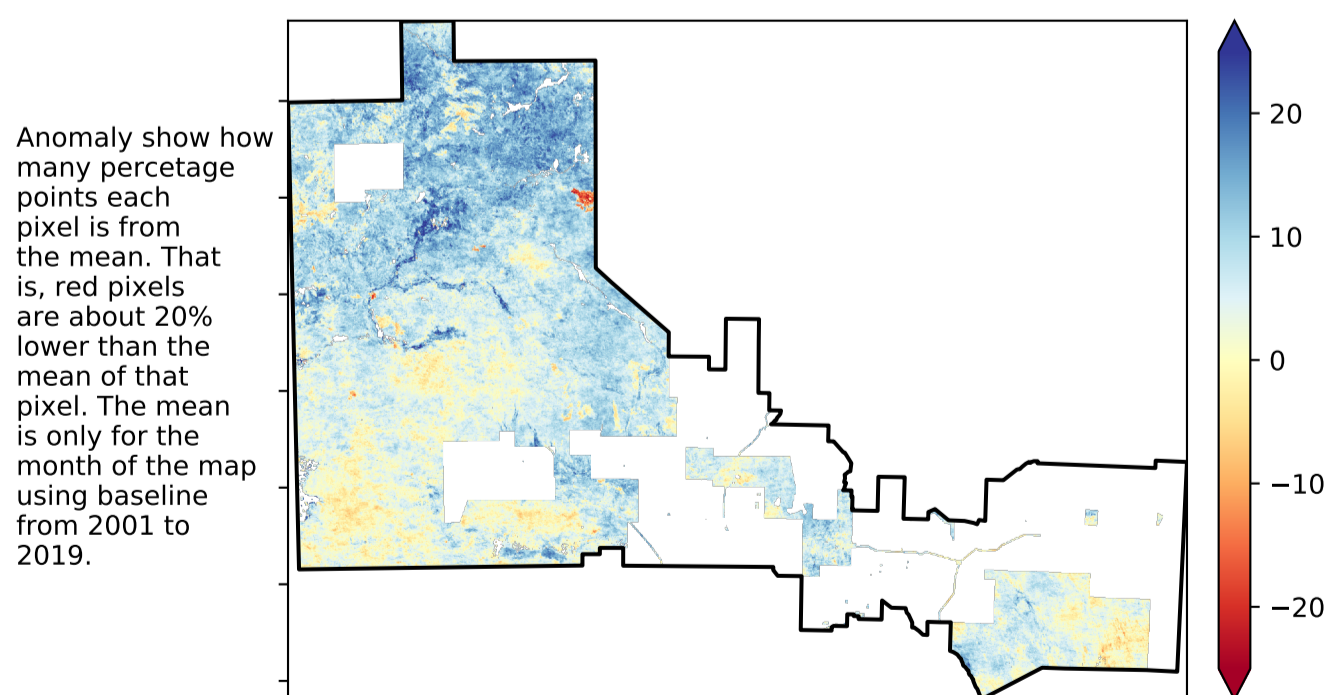 Anomaly show how
many percetage
points each
pixel is from
the mean. That
is, red pixels
are about 20%
lower than the
mean of that
pixel. The mean
is only for the
month of the map
using baseline
from 2001 to
2019.
20
10
0
−10
−20